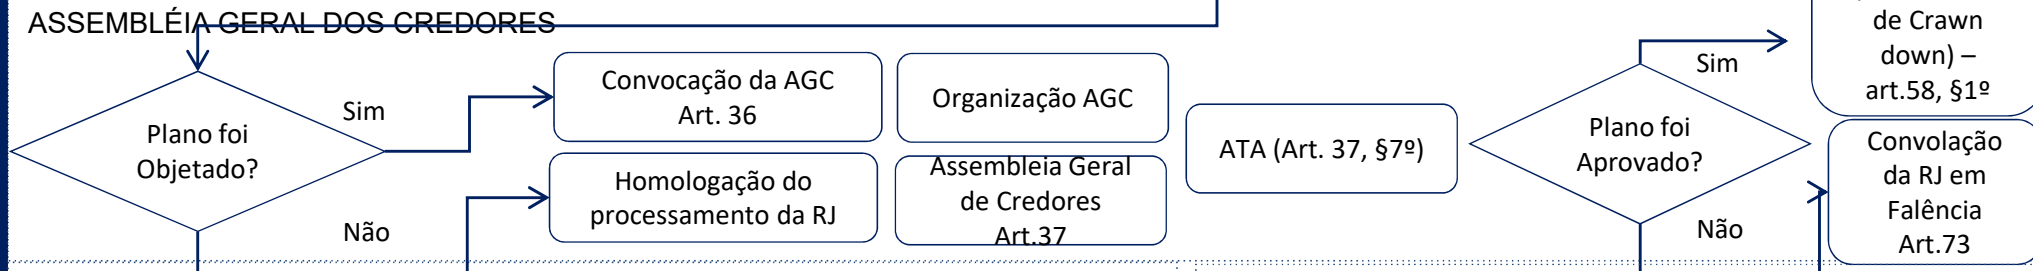 ASSEMBLÉIA GERAL DOS CREDORES
Plano foi
Objetado?
Sim
Não
Convocação da AGC
Art. 36
Homologação do
processamento da RJ
Organização AGC
Assembleia Geral
de Credores
Art.37
ATA (Art. 37, §7º)
Plano foi
Aprovado?
Sim
Não
de Crawn
down) –
art.58, §1º
Convolação
da RJ em
Falência
Art.73